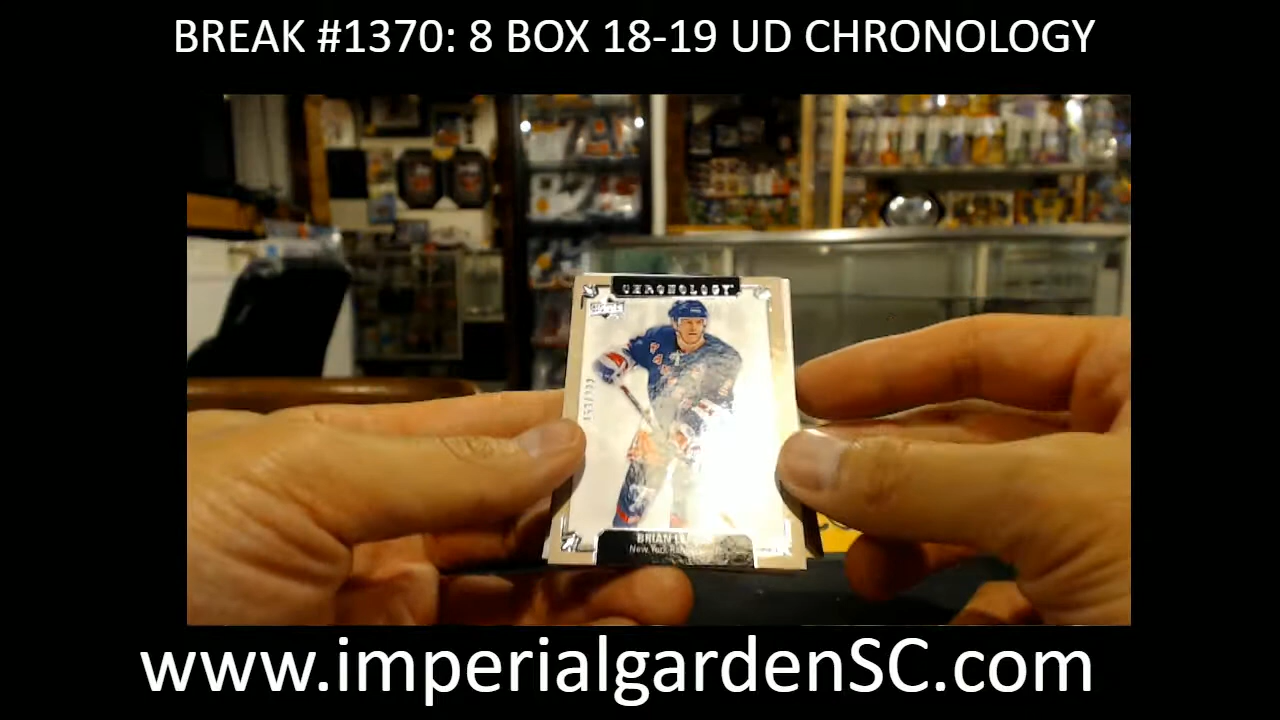 BREAK #1370: 8 BOX 18-19 UD CHRONOLOGY
CHRONOLOGY
BRIAN
New York
www.imperialgardenSC.com